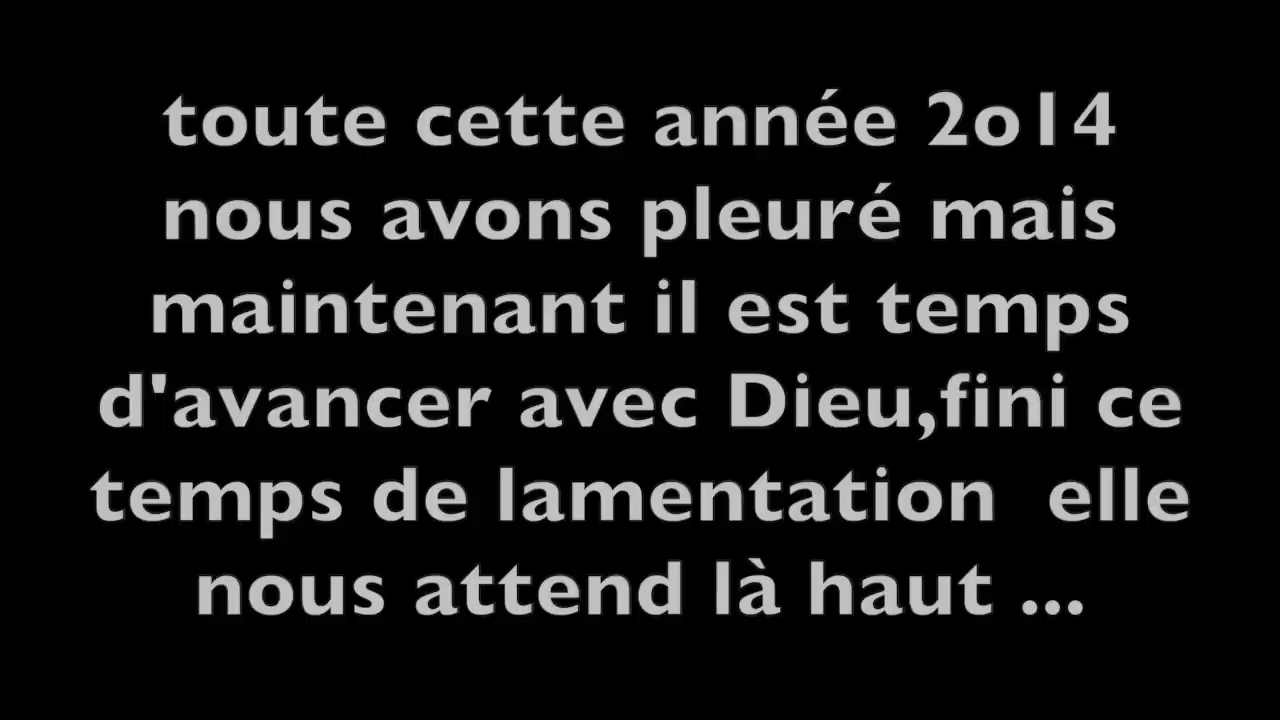 toute cette année 2o14
nous avons pleuré mais
maintenant il est temps
d'avancer avec Dieu,fini ce
temps de lamentation  elle
nous attend là haut ...